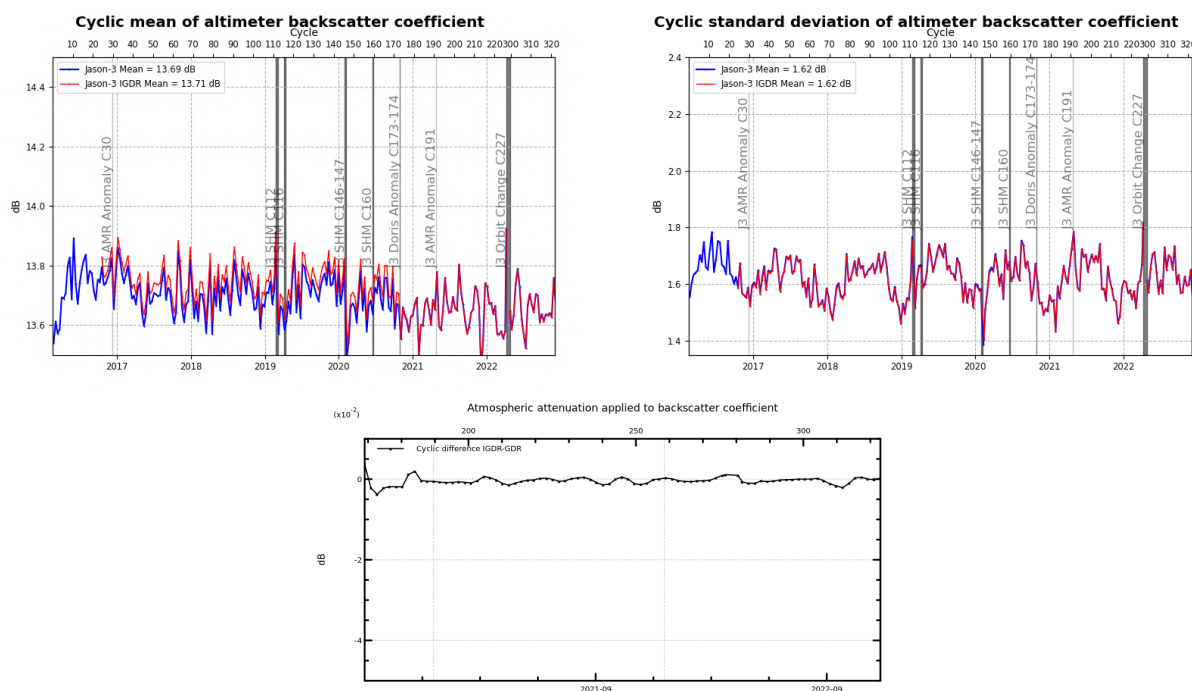 Cyclic mean of altimeter backscatter coefficient
Cycle
10 20 30 40 50 60 70 80 90 100 110 120 130 140 150 160 170 180 190 200 210 220 300 310 320
Jason-3 Mean = 13.69 dB
Jason-3 IGDR Mean = 13.71 dB
14.4
14.2
14.0
13.8
13.6
dB
J3 AMR Anomaly C30
J3 SHM C112
J3 SHM C116
J3 SHM C146-147
J3 SHM C160
J3 Doris Anomaly C173-174
J3 AMR Anomaly C191
J3 Orbit Change C227
2017 2018 2019 2020 2021 2022
Cyclic standard deviation of altimeter backscatter coefficient
Cycle
10 20 30 40 50 60 70 80 90 100 110 120 130 140 150 160 170 180 190 200 210 220 300 310 320
Jason-3 Mean = 1.62 dB
Jason-3 IGDR Mean = 1.62 dB
2.4
2.2
2.0
1.8
1.6
1.4
dB
J3 AMR Anomaly C30
J3 SHM C112
J3 SHM C116
J3 SHM C146-147
J3 SHM C160
J3 Doris Anomaly C173-174
J3 AMR Anomaly C191
J3 Orbit Change C227
2017 2018 2019 2020 2021 2022
Atmospheric attenuation applied to backscatter coefficient
(x10^-2)
200 250 300
Cyclic difference IGDR-GDR
0
-2
-4
dB
2021-09 2022-09